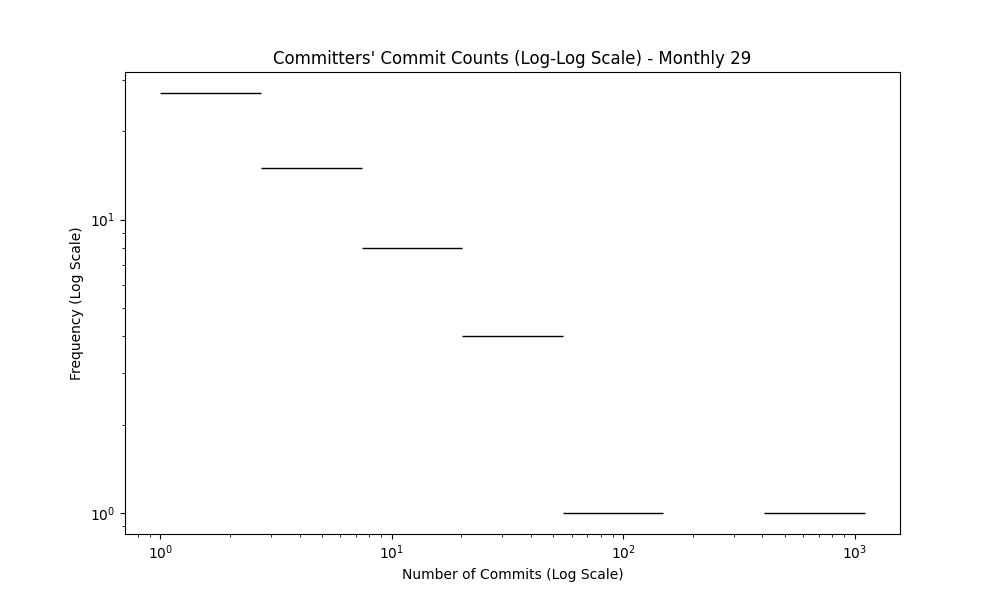 Committers' Commit Counts (Log-Log Scale) - Monthly 29
Frequency (Log Scale)
10¹
10⁰
10⁰ 10¹ 10² 10³
Number of Commits (Log Scale)